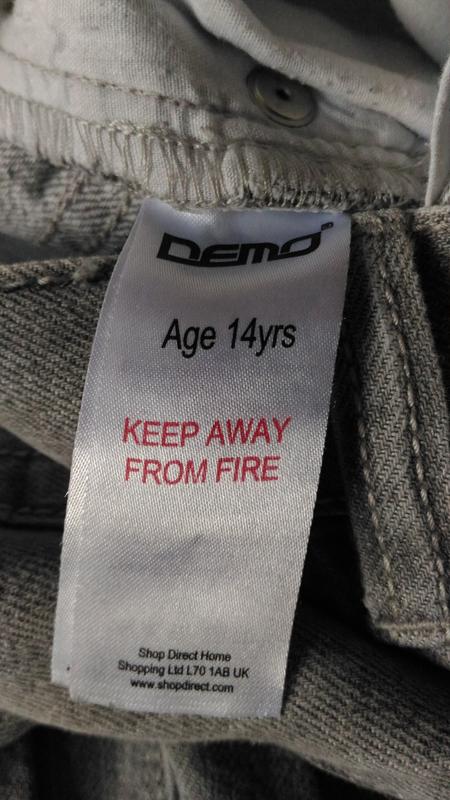 DEMO
Age 14yrs
KEEP AWAY
FROM FIRE
Shop Direct Home
Shopping Ltd L70 1AB UK
www.shopdirect.com